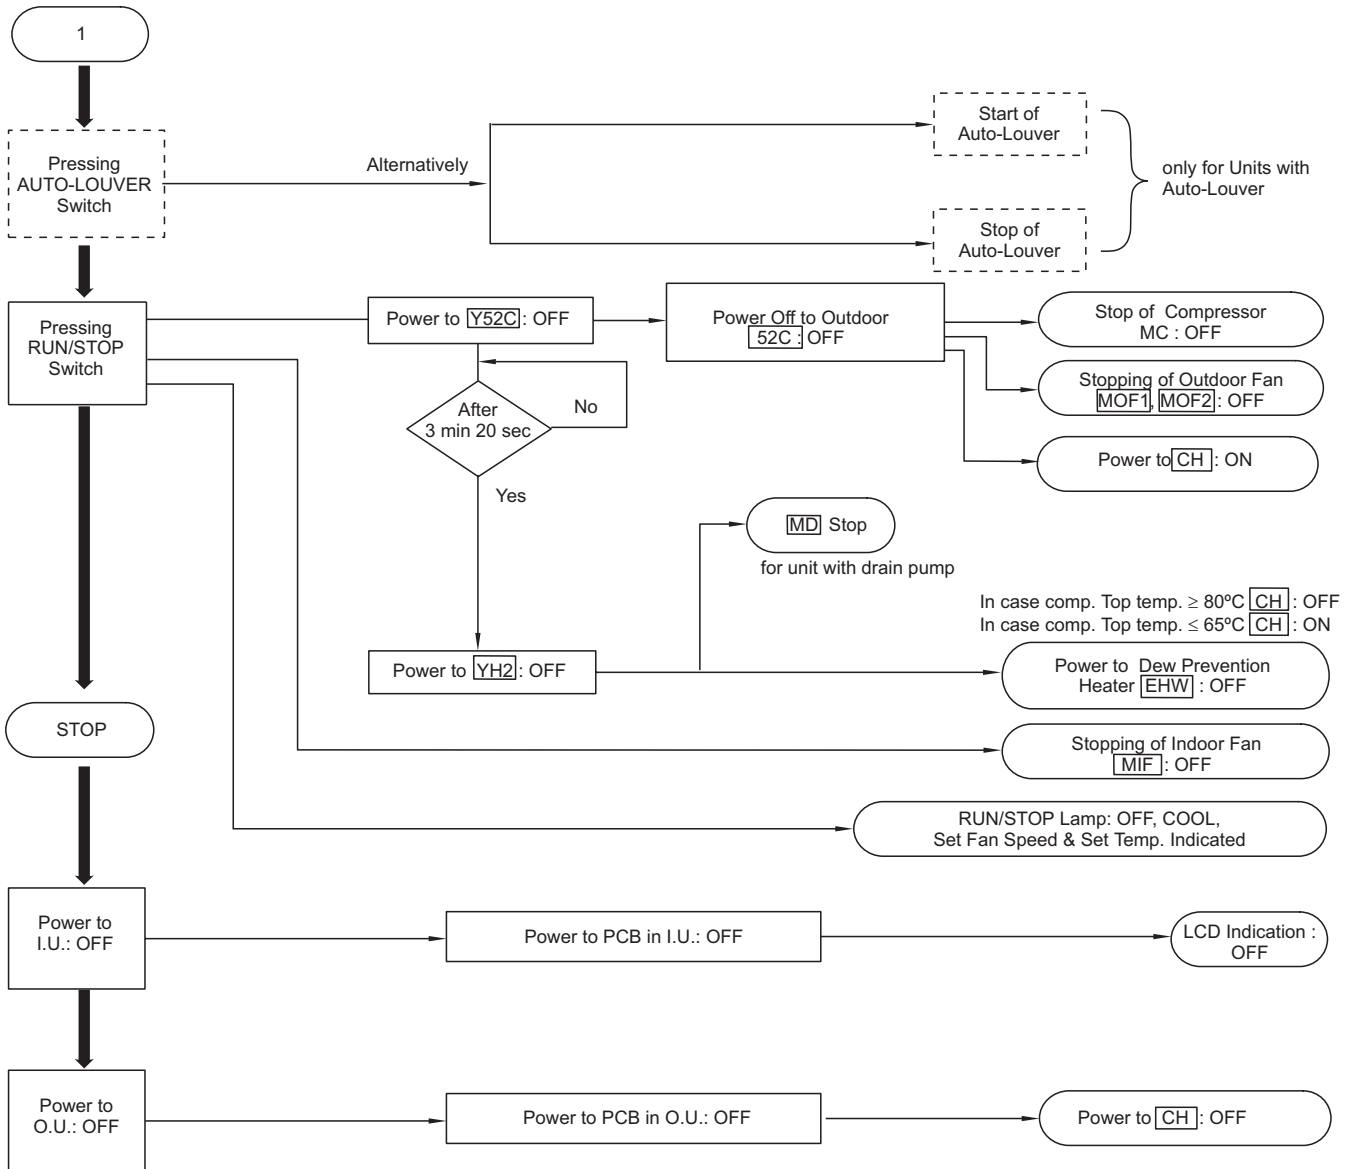 1
Pressing
AUTO-LOUVER
Switch
Alternatively
Start of
Auto-Louver
Stop of
Auto-Louver
only for Units with
Auto-Louver
Pressing
RUN/STOP
Switch
Power to Y52C : OFF
Power Off to Outdoor
52C : OFF
Stop of Compressor
MC : OFF
Stopping of Outdoor Fan
MOF1, MOF2 : OFF
Power to CH : ON
After
3 min 20 sec
No
Yes
MD Stop
for unit with drain pump
In case comp. Top temp. ≥ 80ºC CH : OFF
In case comp. Top temp. ≤ 65ºC CH : ON
Power to YH2 : OFF
Power to Dew Prevention
Heater EHW : OFF
STOP
Stopping of Indoor Fan
MIF : OFF
RUN/STOP Lamp: OFF, COOL,
Set Fan Speed & Set Temp. Indicated
Power to
I.U.: OFF
Power to PCB in I.U.: OFF
LCD Indication :
OFF
Power to
O.U.: OFF
Power to PCB in O.U.: OFF
Power to CH : OFF